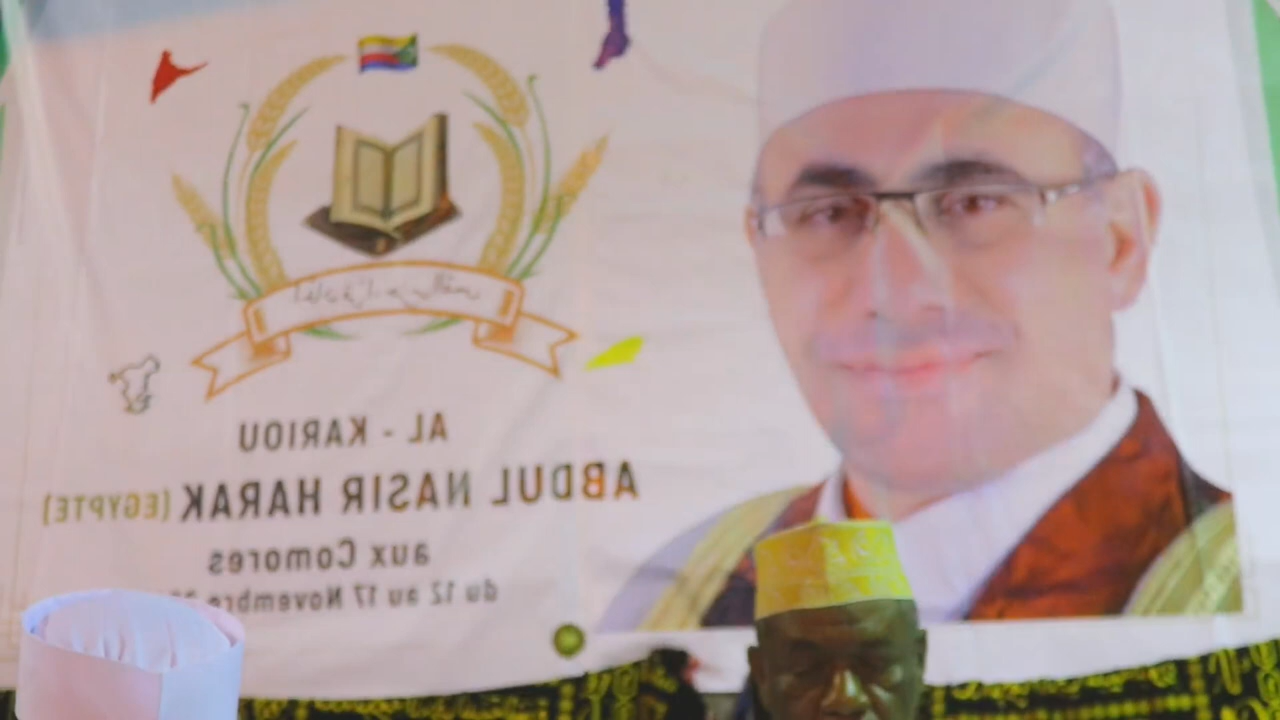 AL - KARIOU
ABDUL NASIR HARAK (EGYPTE)
aux Comores
du 12 au 17 Novembre